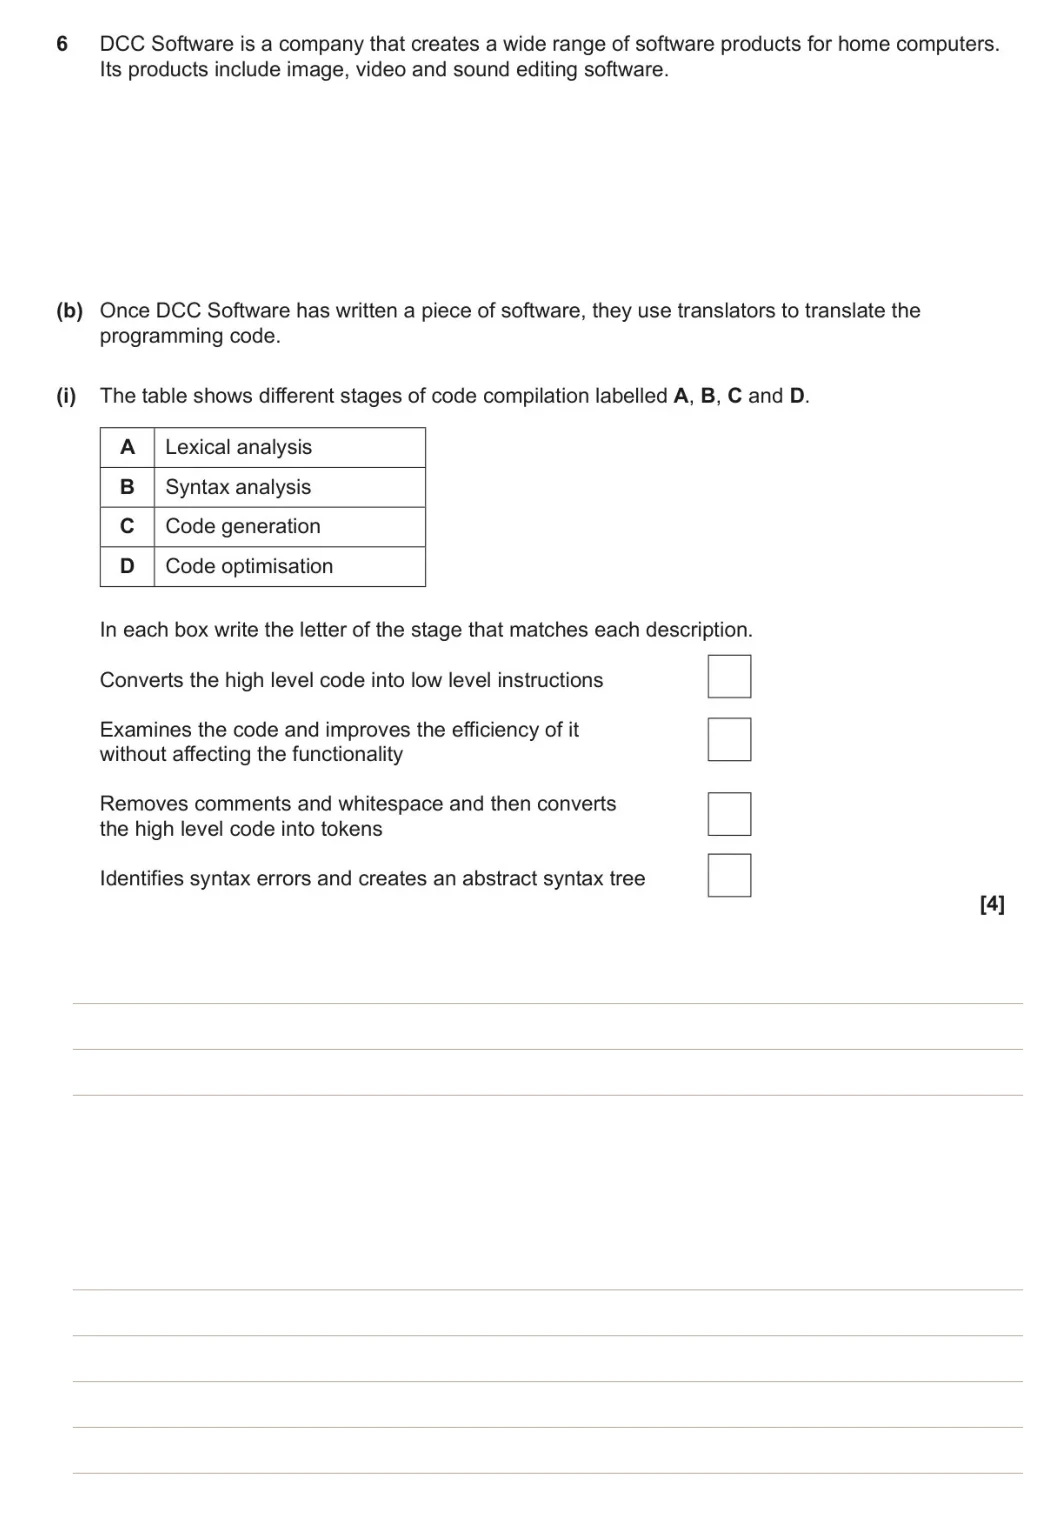 6 DCC Software is a company that creates a wide range of software products for home computers.
Its products include image, video and sound editing software.
(b) Once DCC Software has written a piece of software, they use translators to translate the
programming code.
(i) The table shows different stages of code compilation labelled A, B, C and D.
A Lexical analysis
B Syntax analysis
C Code generation
D Code optimisation
In each box write the letter of the stage that matches each description.
Converts the high level code into low level instructions
Examines the code and improves the efficiency of it
without affecting the functionality
Removes comments and whitespace and then converts
the high level code into tokens
Identifies syntax errors and creates an abstract syntax tree
[4]